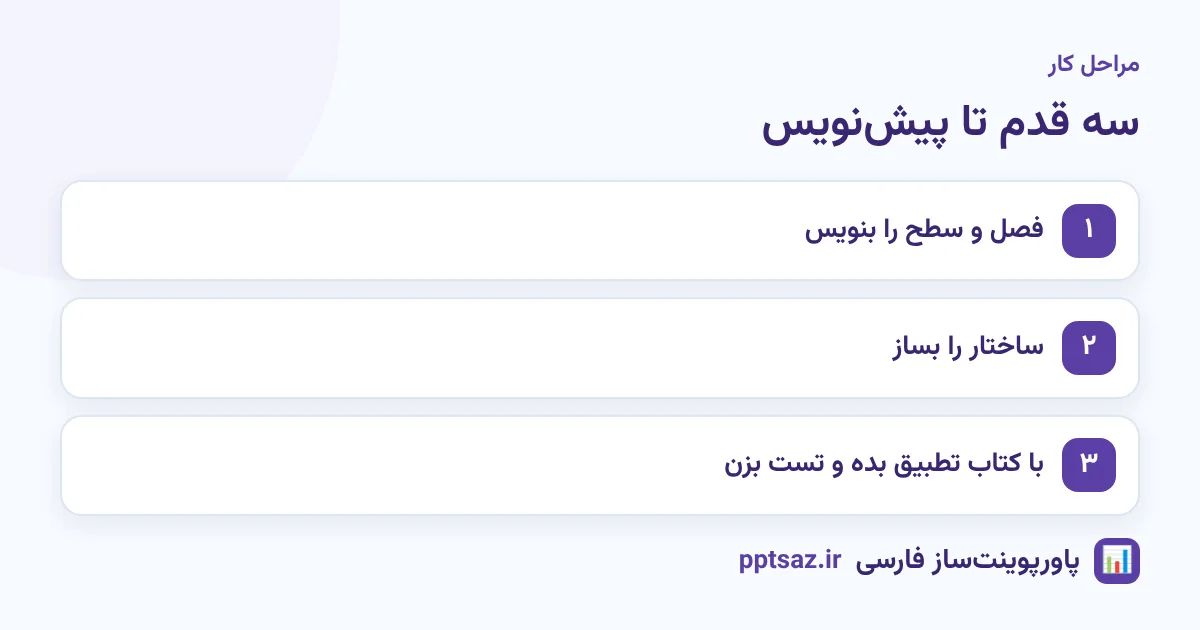 مراحل کار
سه قدم تا پیش‌نویس
۱ فصل و سطح را بنویس
۲ ساختار را بساز
۳ با کتاب تطبیق بده و تست بزن
پاورپوینت‌ساز فارسی pptsaz.ir